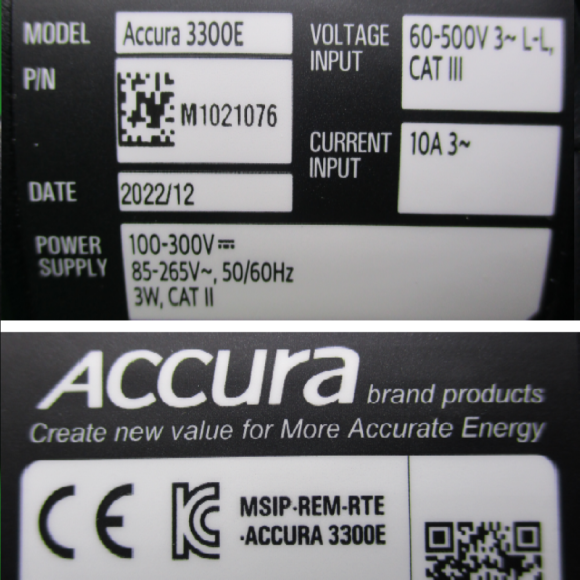 MODEL Accura 3300E
P/N M1021076
DATE 2022/12
VOLTAGE INPUT 60-500V 3~ L-L,
CAT III
CURRENT INPUT 10A 3~
POWER SUPPLY 100-300V⎓
85-265V~, 50/60Hz
3W, CAT II
Accura brand products
Create new value for More Accurate Energy
CE KC MSIP-REM-RTE
-ACCURA 3300E